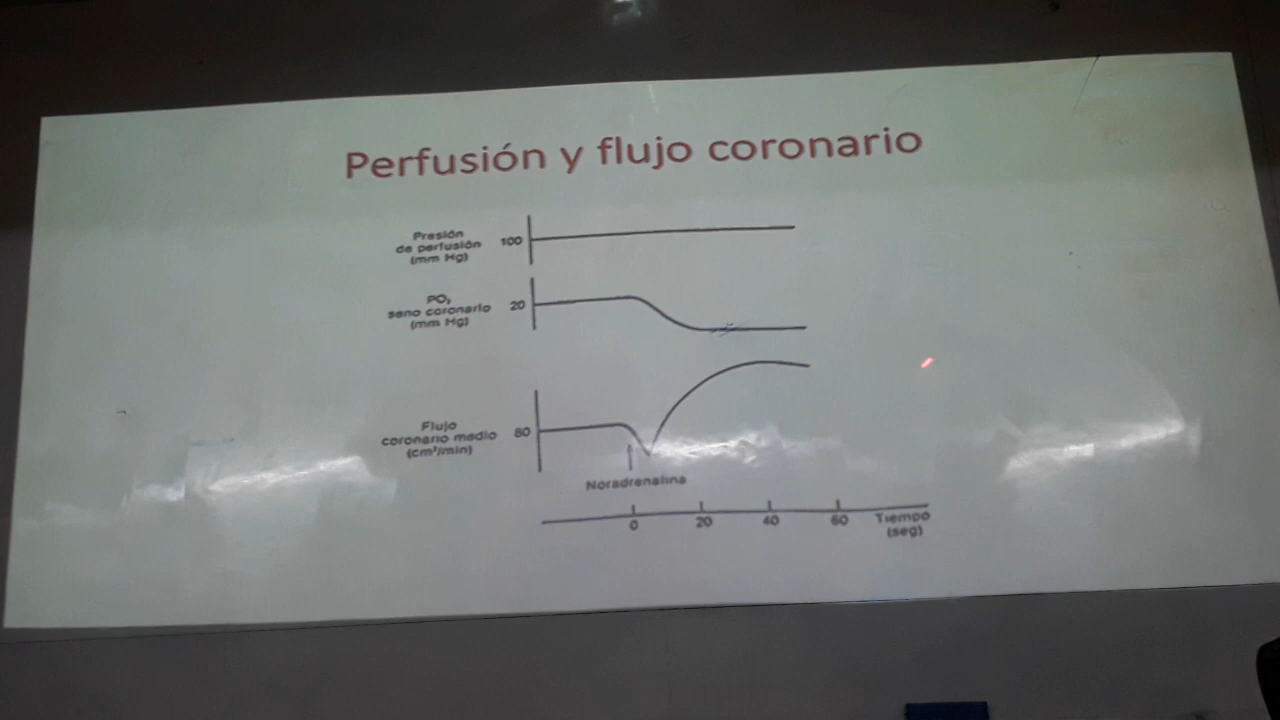 Perfusión y flujo coronario
Presión
de perfusión
(mm Hg)
100
PO₂
seno coronario
(mm Hg)
20
Flujo
coronario medio
(cm³/min)
80
Noradrenalina
0 20 40 60 Tiempo
(seg)